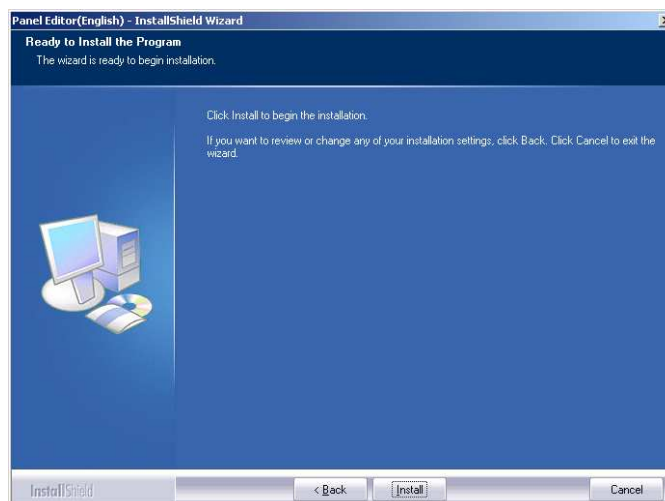 Panel Editor(English) - InstallShield Wizard
Ready to Install the Program
The wizard is ready to begin installation.
Click Install to begin the installation.
If you want to review or change any of your installation settings, click Back. Click Cancel to exit the
wizard.
InstallShield
< Back
Install
Cancel